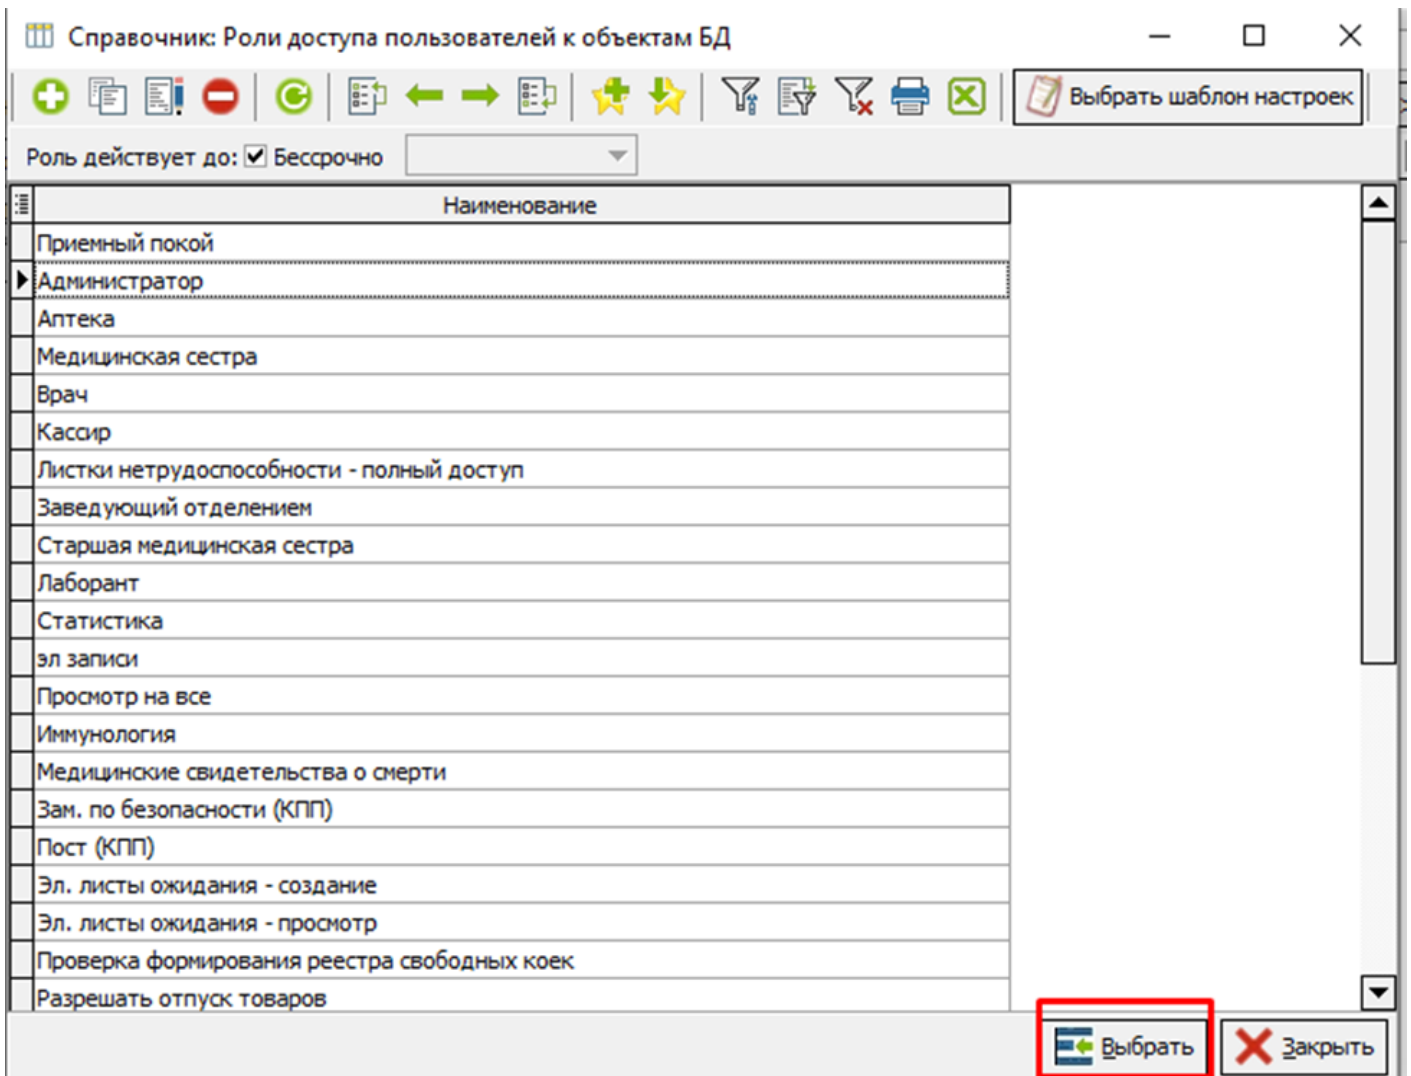 Справочник: Роли доступа пользователей к объектам БД
Выбрать шаблон настроек
Роль действует до: Бессрочно
Наименование
Приемный покой
Администратор
Аптека
Медицинская сестра
Врач
Кассир
Листки нетрудоспособности - полный доступ
Заведующий отделением
Старшая медицинская сестра
Лаборант
Статистика
эл записи
Просмотр на все
Иммунология
Медицинские свидетельства о смерти
Зам. по безопасности (КПП)
Пост (КПП)
Эл. листы ожидания - создание
Эл. листы ожидания - просмотр
Проверка формирования реестра свободных коек
Разрешать отпуск товаров
Выбрать Закрыть